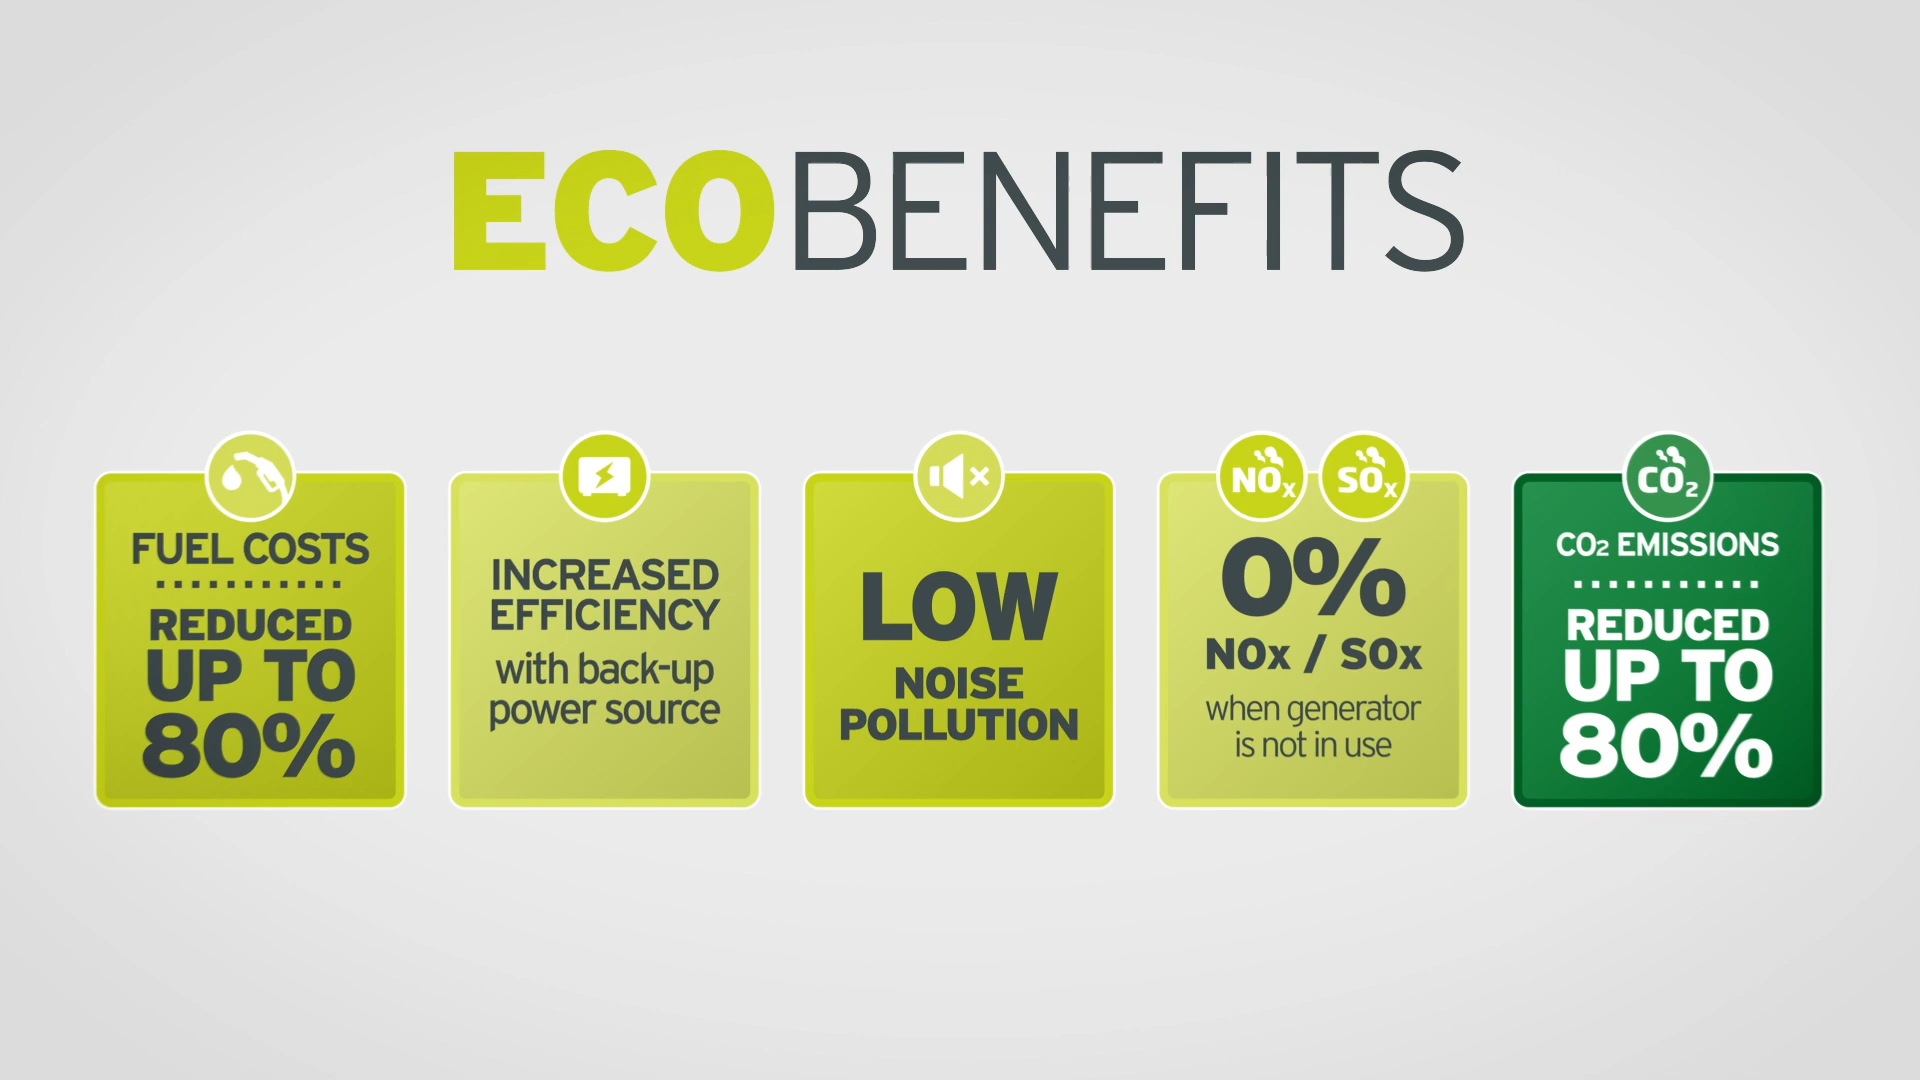 ECOBENEFITS
FUEL COSTS
REDUCED
UP TO
80%
INCREASED
EFFICIENCY
with back-up
power source
LOW
NOISE
POLLUTION
NOx SOx
0%
NOx / SOx
when generator
is not in use
CO₂
CO₂ EMISSIONS
REDUCED
UP TO
80%